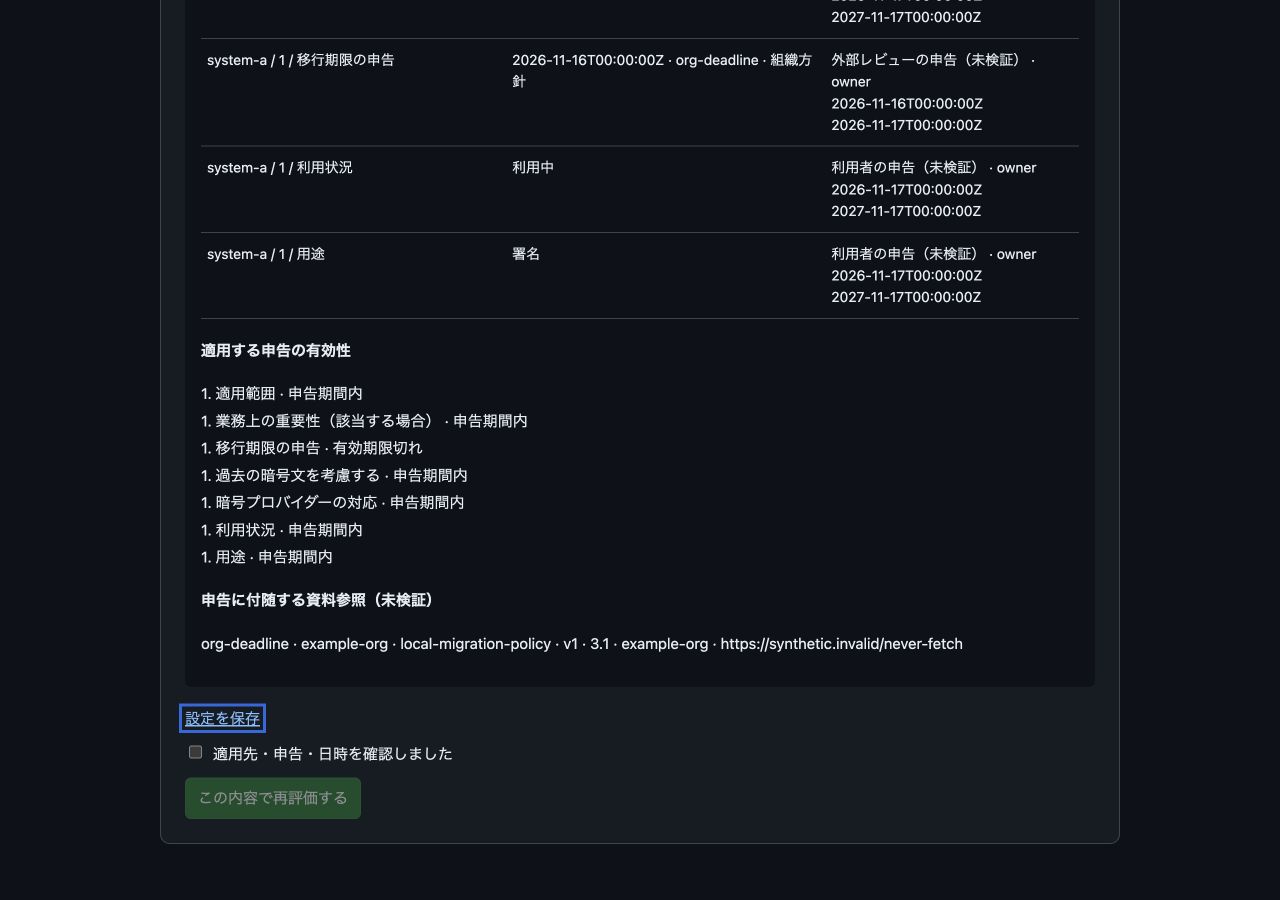 2027-11-17T00:00:00Z
system-a / 1 / 移行期限の申告
2026-11-16T00:00:00Z · org-deadline · 組織方
針
外部レビューの申告（未検証） ·
owner
2026-11-16T00:00:00Z
2026-11-17T00:00:00Z
system-a / 1 / 利用状況
利用中
利用者の申告（未検証） · owner
2026-11-17T00:00:00Z
2027-11-17T00:00:00Z
system-a / 1 / 用途
署名
利用者の申告（未検証） · owner
2026-11-17T00:00:00Z
2027-11-17T00:00:00Z
適用する申告の有効性
1. 適用範囲 · 申告期間内
1. 業務上の重要性（該当する場合） · 申告期間内
1. 移行期限の申告 · 有効期限切れ
1. 過去の暗号文を考慮する · 申告期間内
1. 暗号プロバイダーの対応 · 申告期間内
1. 利用状況 · 申告期間内
1. 用途 · 申告期間内
申告に付随する資料参照（未検証）
org-deadline · example-org · local-migration-policy · v1 · 3.1 · example-org · https://synthetic.invalid/never-fetch
設定を保存
適用先・申告・日時を確認しました
この内容で再評価する